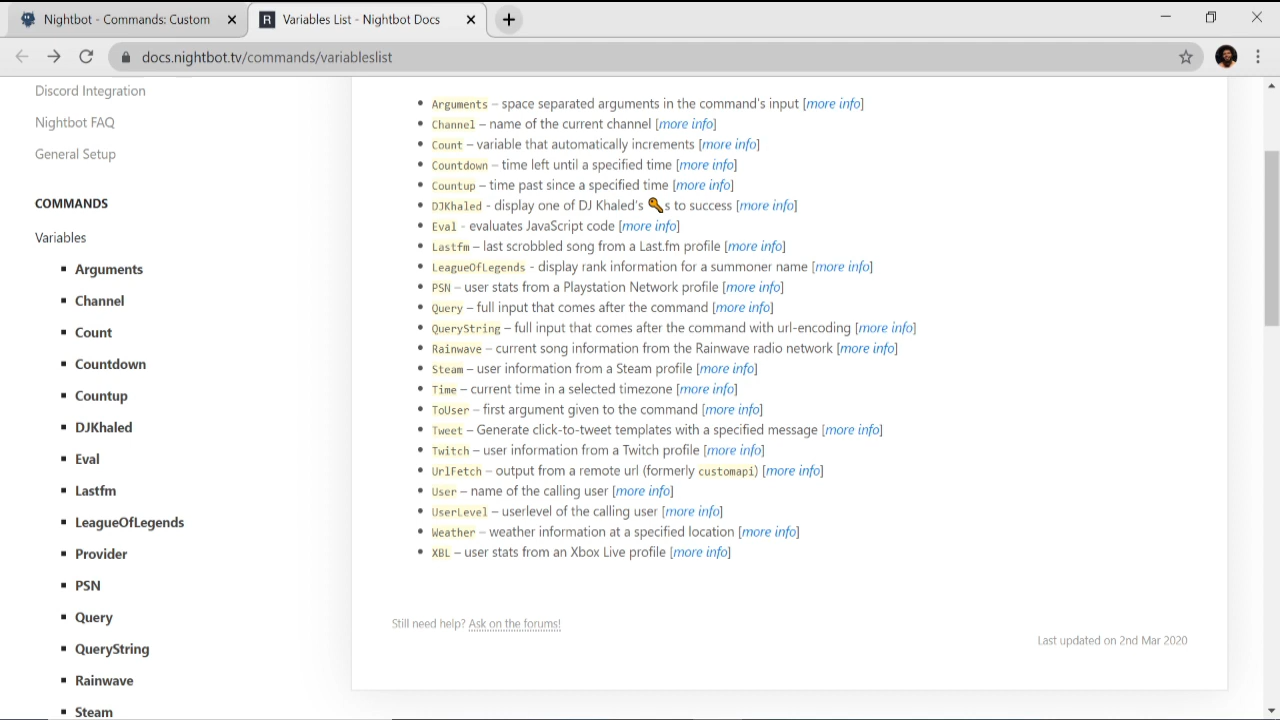 Nightbot - Commands: Custom
Variables List - Nightbot Docs
docs.nightbot.tv/commands/variableslist
Discord Integration
Nightbot FAQ
General Setup
COMMANDS
Variables
Arguments
Channel
Count
Countdown
Countup
DJKhaled
Eval
Lastfm
LeagueOfLegends
Provider
PSN
Query
QueryString
Rainwave
Steam
Arguments – space separated arguments in the command's input [more info]
Channel – name of the current channel [more info]
Count – variable that automatically increments [more info]
Countdown – time left until a specified time [more info]
Countup – time past since a specified time [more info]
DJKhaled - display one of DJ Khaled's 🔑s to success [more info]
Eval - evaluates JavaScript code [more info]
Lastfm – last scrobbled song from a Last.fm profile [more info]
LeagueOfLegends - display rank information for a summoner name [more info]
PSN – user stats from a Playstation Network profile [more info]
Query – full input that comes after the command [more info]
QueryString – full input that comes after the command with url-encoding [more info]
Rainwave – current song information from the Rainwave radio network [more info]
Steam – user information from a Steam profile [more info]
Time – current time in a selected timezone [more info]
ToUser – first argument given to the command [more info]
Tweet – Generate click-to-tweet templates with a specified message [more info]
Twitch – user information from a Twitch profile [more info]
UrlFetch – output from a remote url (formerly customapi) [more info]
User – name of the calling user [more info]
UserLevel – userlevel of the calling user [more info]
Weather – weather information at a specified location [more info]
XBL – user stats from an Xbox Live profile [more info]
Still need help? Ask on the forums!
Last updated on 2nd Mar 2020